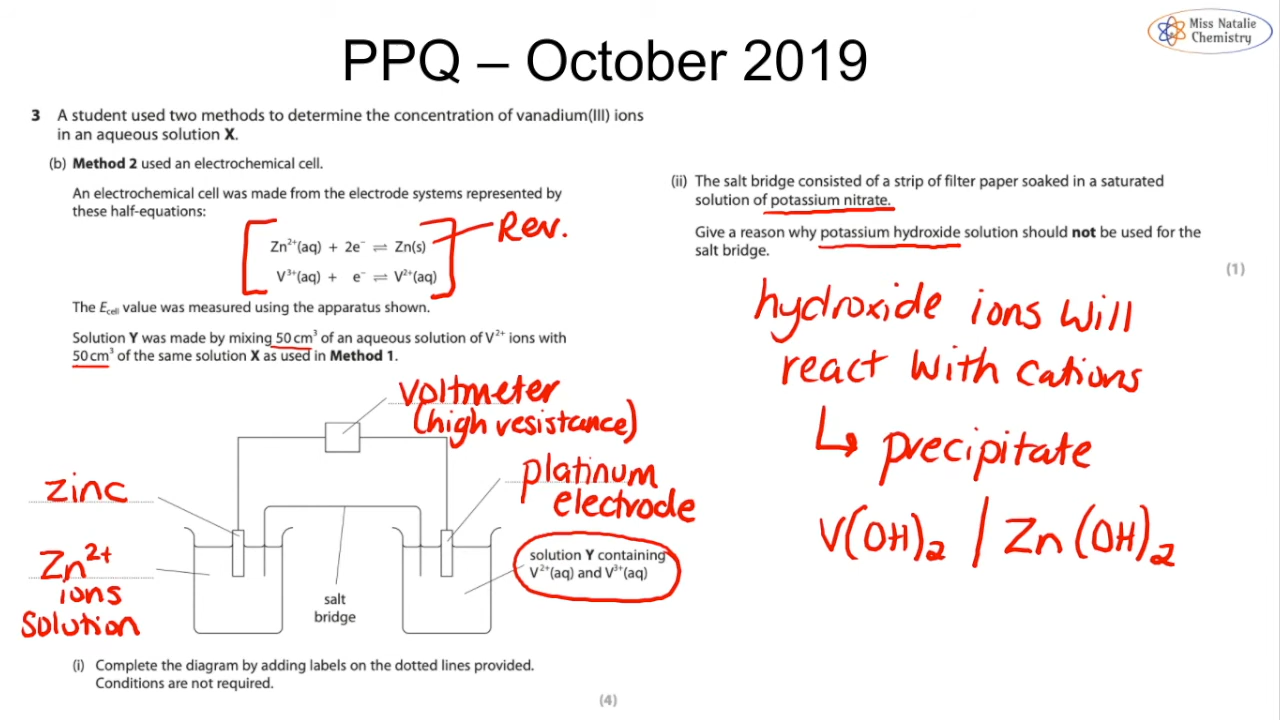 Miss Natalie
Chemistry
PPQ – October 2019
3 A student used two methods to determine the concentration of vanadium(III) ions
in an aqueous solution X.
(b) Method 2 used an electrochemical cell.
An electrochemical cell was made from the electrode systems represented by
these half-equations:
Rev.
Zn²⁺(aq) + 2e⁻ ⇌ Zn(s)
V³⁺(aq) + e⁻ ⇌ V²⁺(aq)
The E_cell value was measured using the apparatus shown.
Solution Y was made by mixing 50 cm³ of an aqueous solution of V²⁺ ions with
50 cm³ of the same solution X as used in Method 1.
voltmeter
(high resistance)
zinc
platinum
electrode
Zn²⁺
ions
solution
solution Y containing
V²⁺(aq) and V³⁺(aq)
salt
bridge
(i) Complete the diagram by adding labels on the dotted lines provided.
Conditions are not required.
(4)
(ii) The salt bridge consisted of a strip of filter paper soaked in a saturated
solution of potassium nitrate.
Give a reason why potassium hydroxide solution should not be used for the
salt bridge.
(1)
hydroxide ions will
react with cations
↳ precipitate
V(OH)₂ / Zn(OH)₂